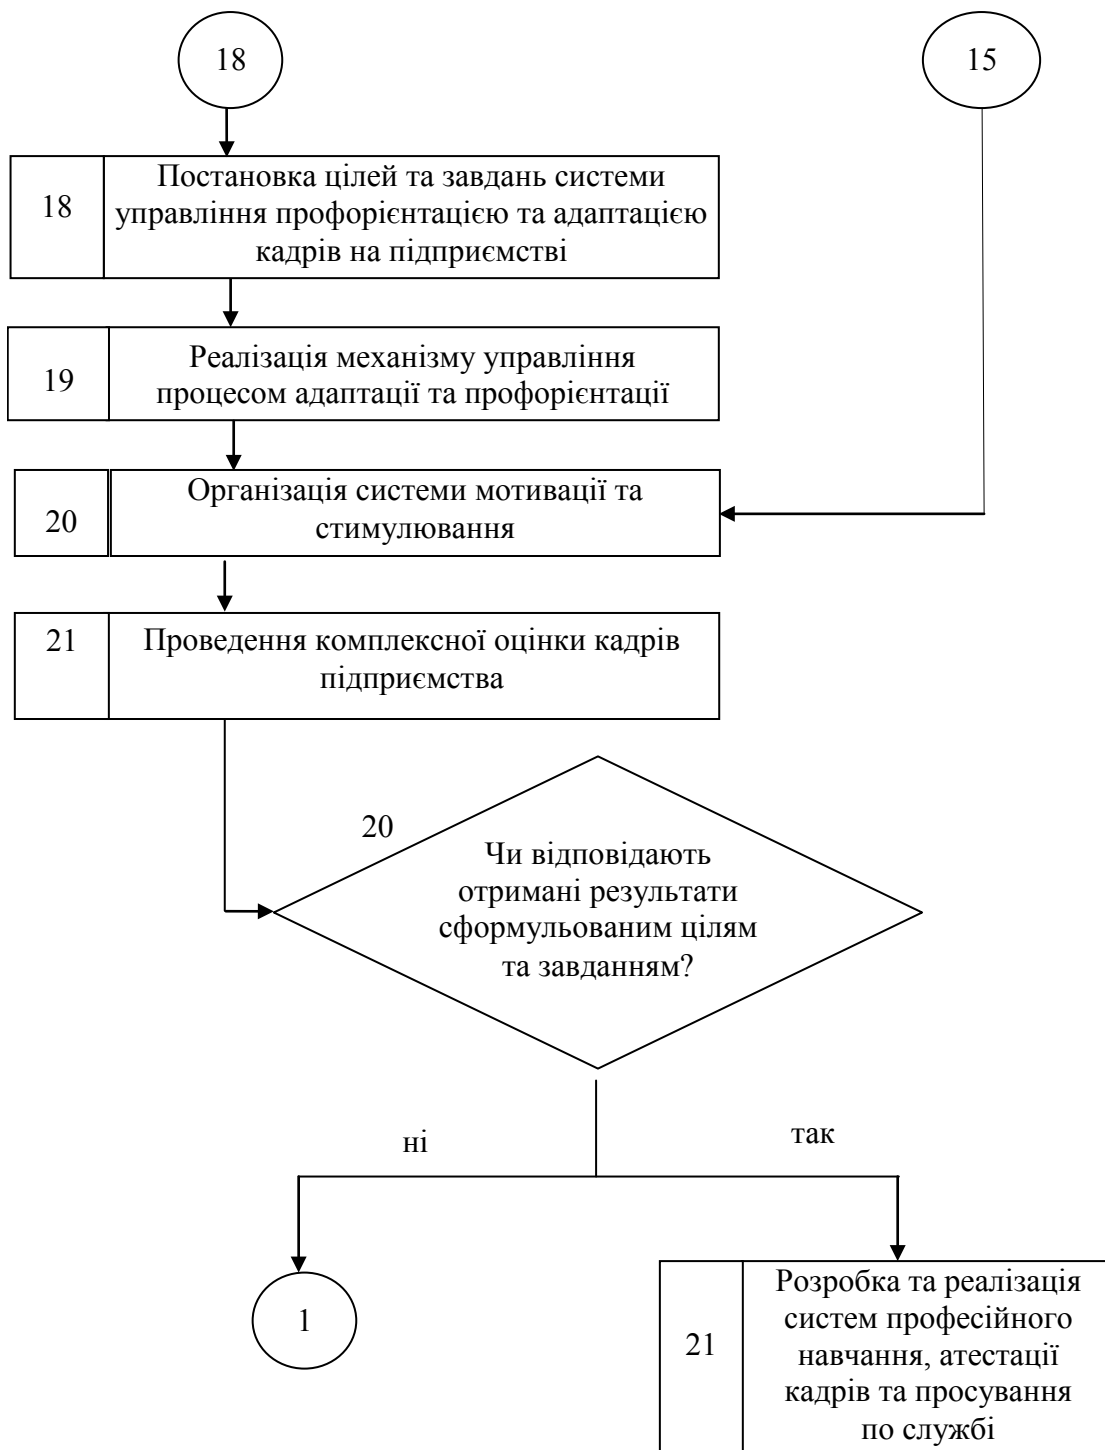 18
15
18
Постановка цілей та завдань системи
управління профорієнтацією та адаптацією
кадрів на підприємстві
19
Реалізація механізму управління
процесом адаптації та профорієнтації
20
Організація системи мотивації та
стимулювання
21
Проведення комплексної оцінки кадрів
підприємства
20
Чи відповідають
отримані результати
сформульованим цілям
та завданням?
ні
так
1
21
Розробка та реалізація
систем професійного
навчання, атестації
кадрів та просування
по службі